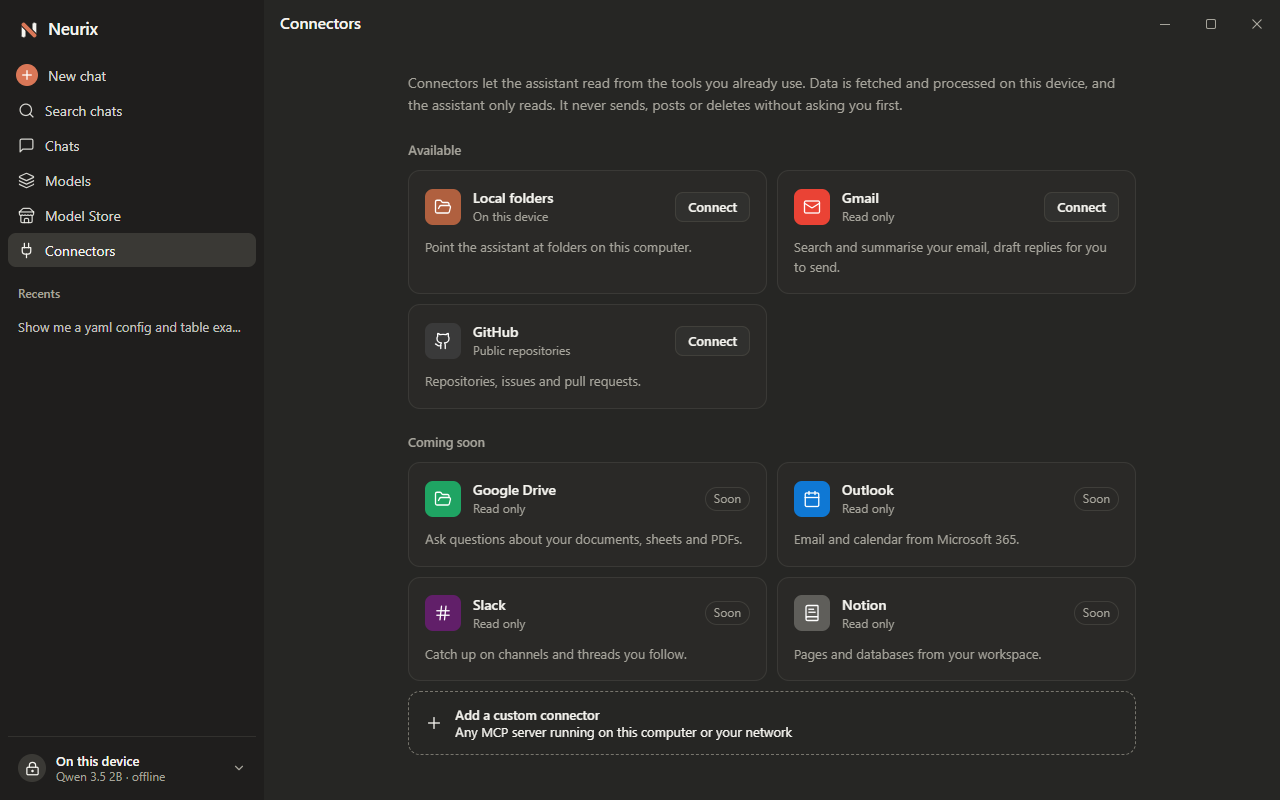 Neurix
New chat
Search chats
Chats
Models
Model Store
Connectors
Recents
Show me a yaml config and table exa...
On this device
Qwen 3.5 2B · offline
Connectors
Connectors let the assistant read from the tools you already use. Data is fetched and processed on this device, and
the assistant only reads. It never sends, posts or deletes without asking you first.
Available
Local folders
On this device
Connect
Point the assistant at folders on this computer.
Gmail
Read only
Connect
Search and summarise your email, draft replies for you
to send.
GitHub
Public repositories
Connect
Repositories, issues and pull requests.
Coming soon
Google Drive
Read only
Soon
Ask questions about your documents, sheets and PDFs.
Outlook
Read only
Soon
Email and calendar from Microsoft 365.
Slack
Read only
Soon
Catch up on channels and threads you follow.
Notion
Read only
Soon
Pages and databases from your workspace.
Add a custom connector
Any MCP server running on this computer or your network